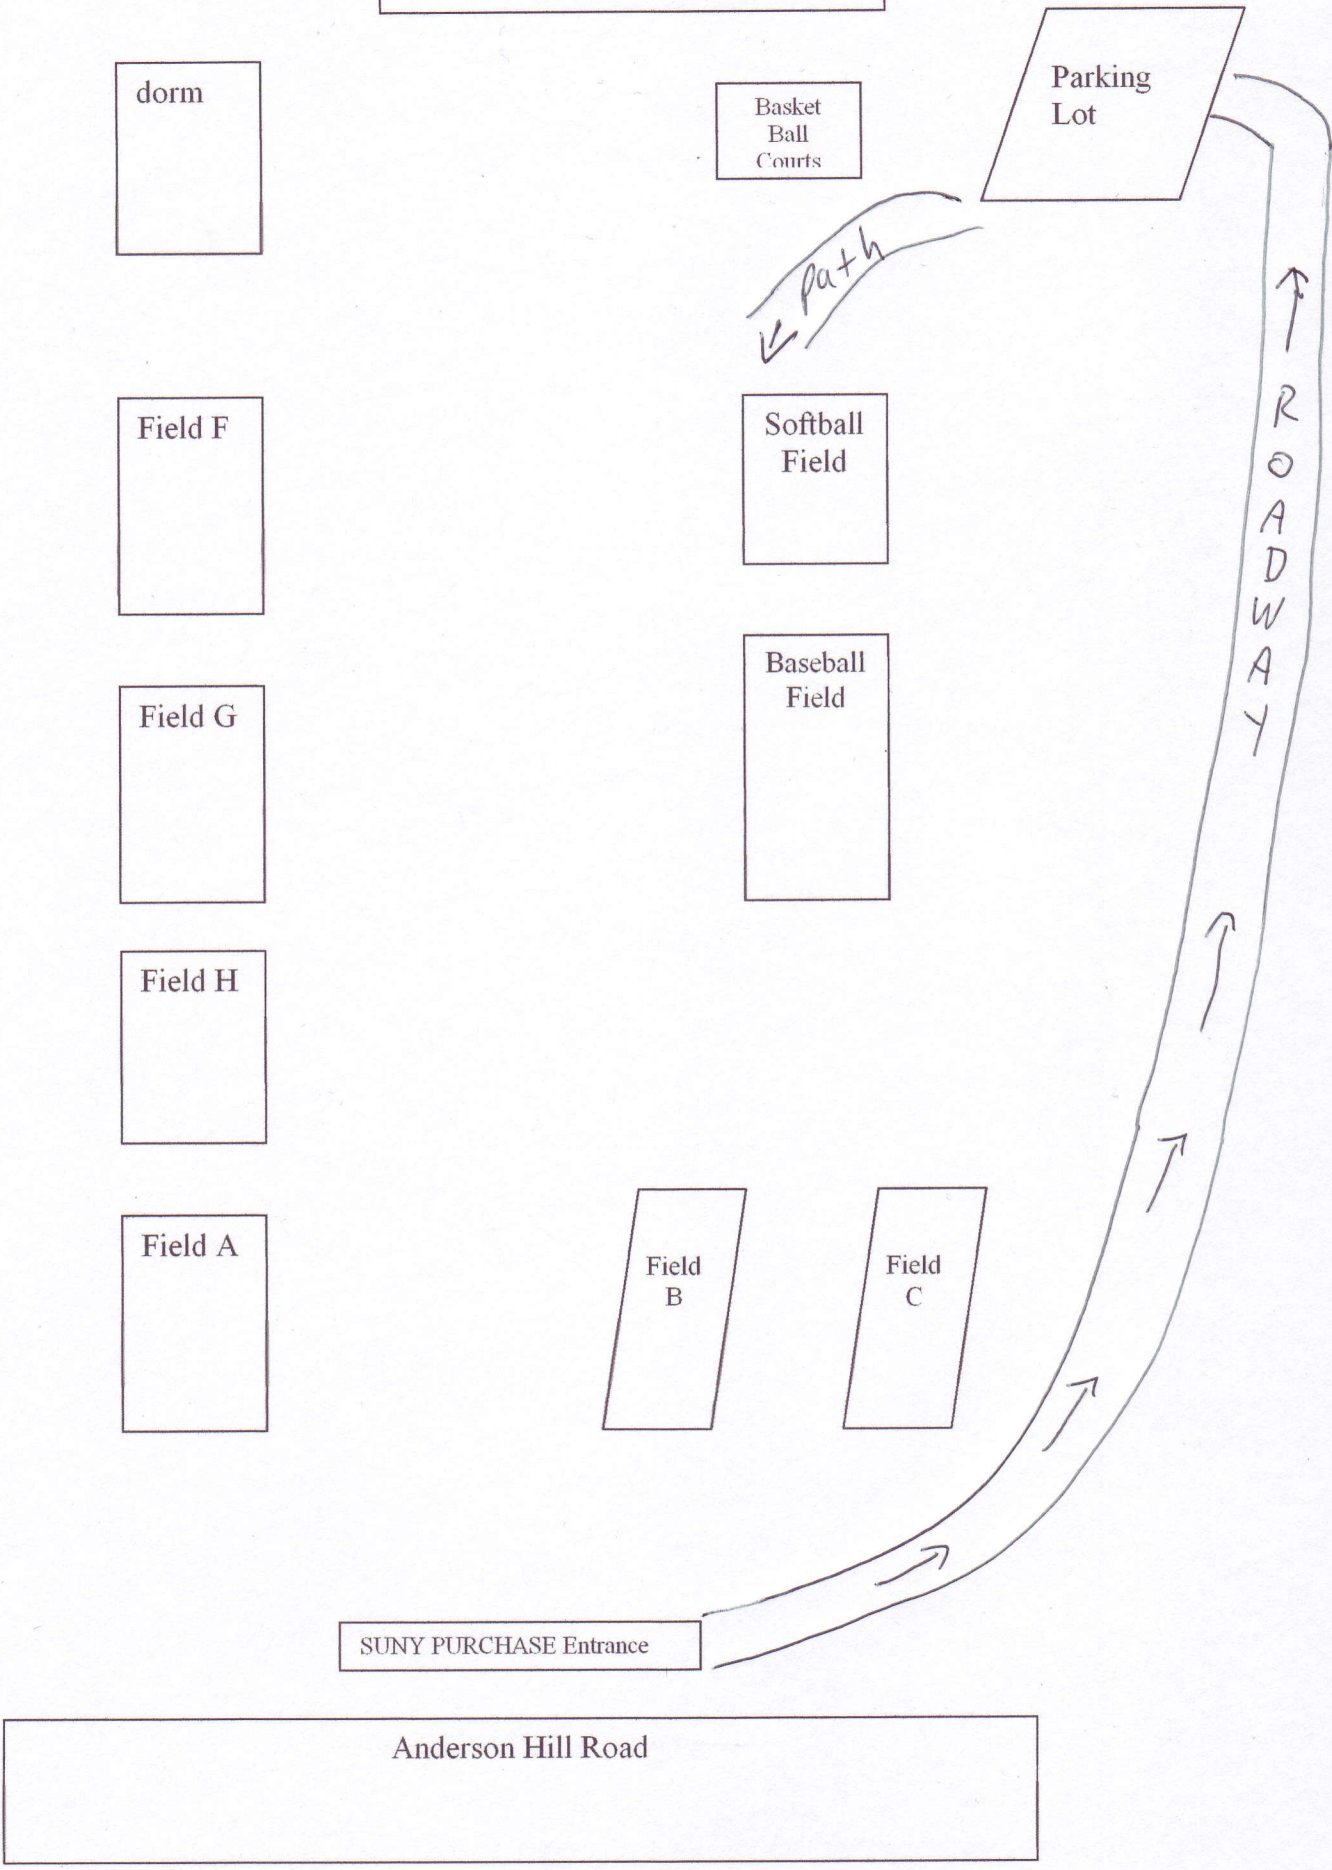 dorm
Basket
Ball
Courts
Parking
Lot
Path
Field F
Softball
Field
ROADWAY
Field G
Baseball
Field
Field H
Field A
Field
B
Field
C
SUNY PURCHASE Entrance
Anderson Hill Road